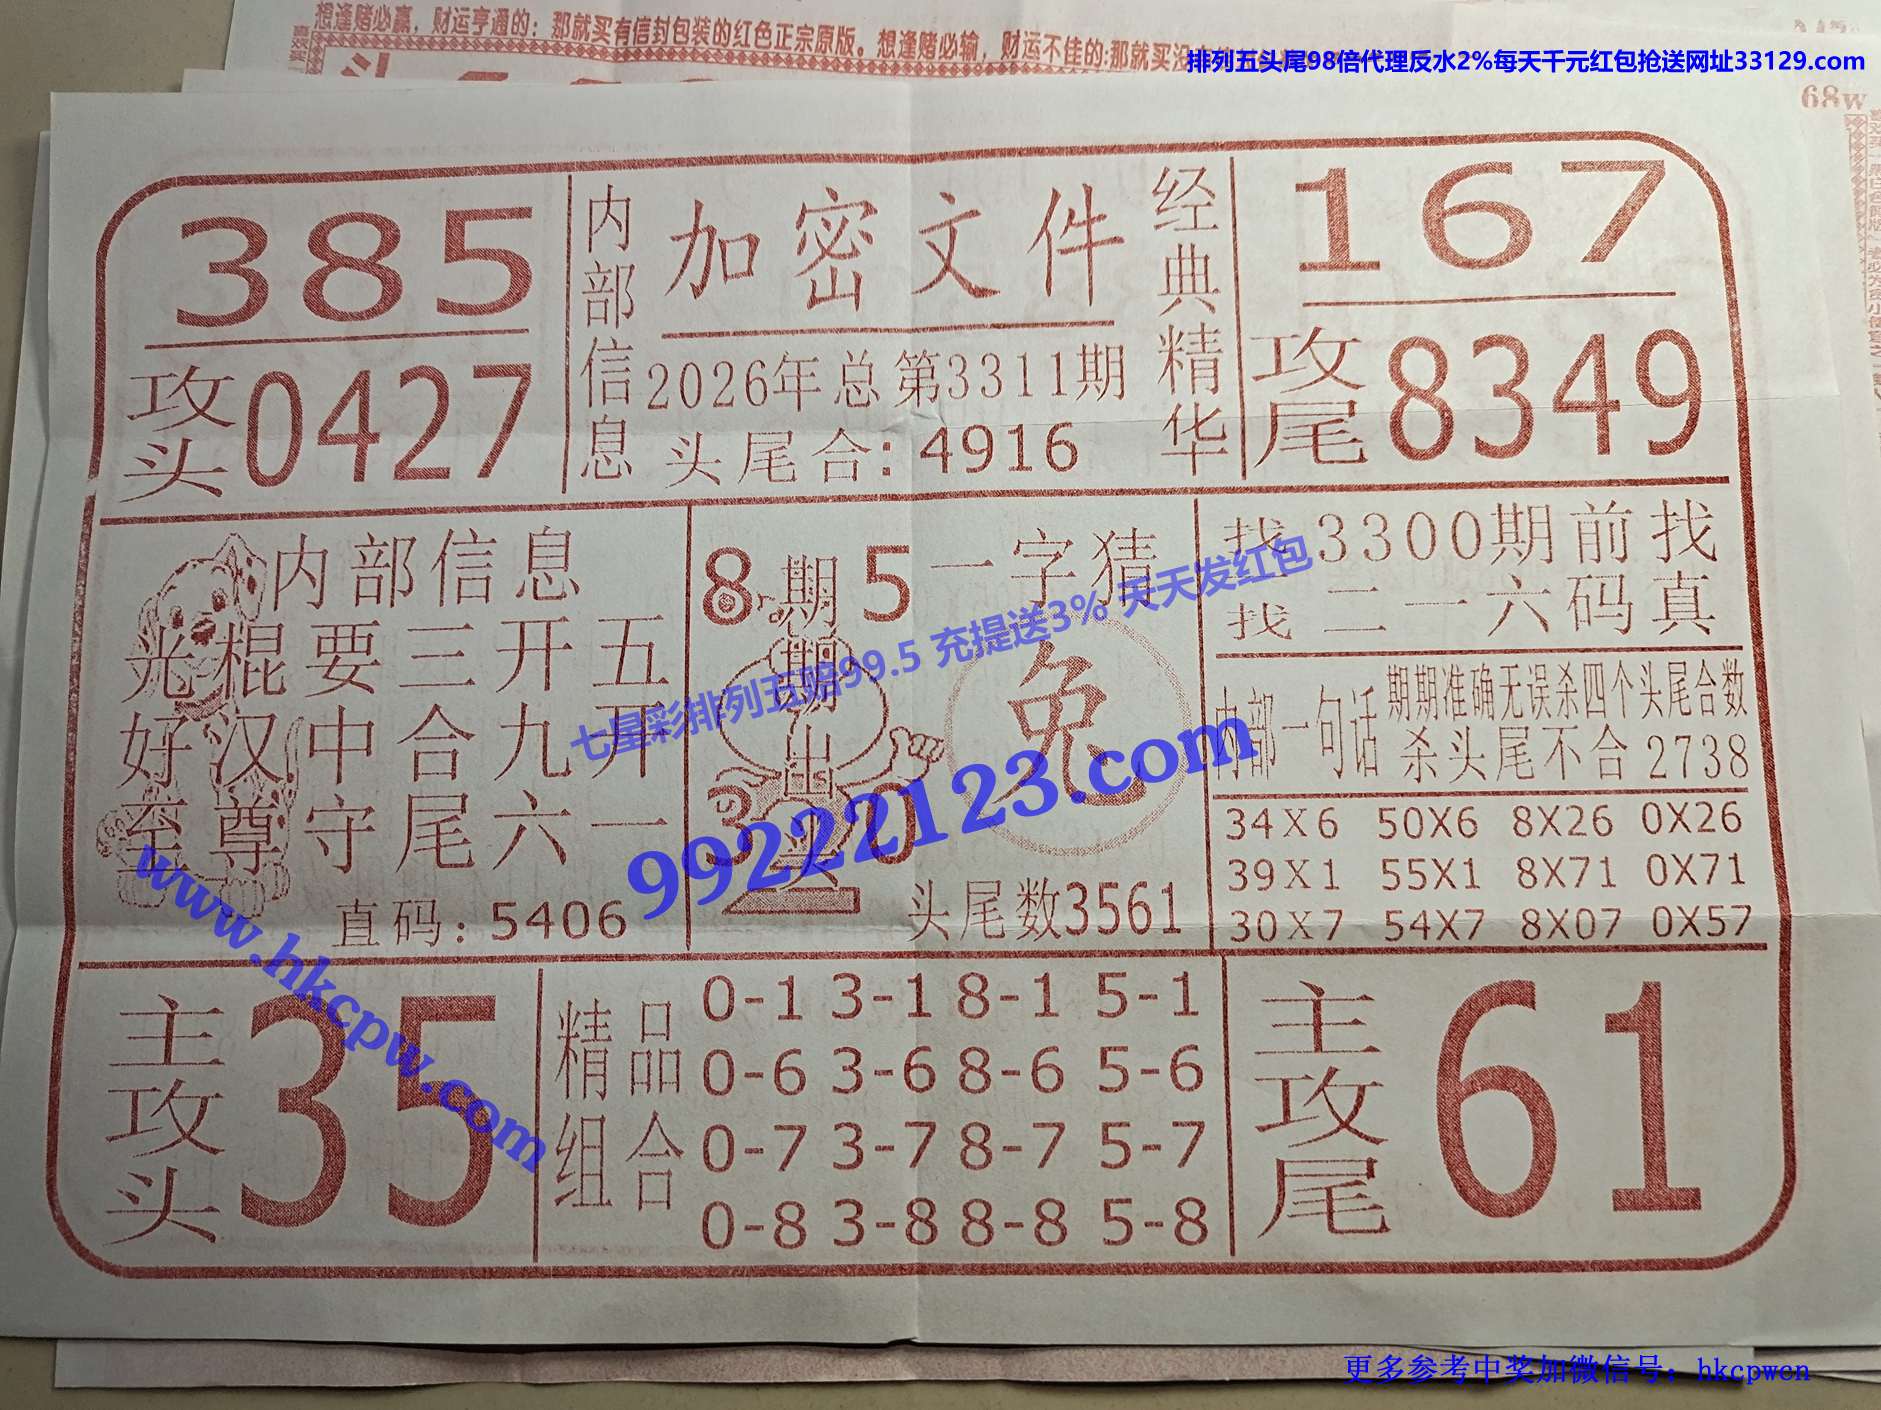 想逢赌必赢，财运亨通的：那就买有信封包装的红色正宗原版。想逢赌必输，财运不佳的:那就买没
排列五头尾98倍代理反水2%每天千元红包抢送网址33129.com
68w
385
攻头 0427
内部信息
加密文件
2026年总第3311期
头尾合: 4916
经典精华
167
攻尾 8349
内部信息
光棍要三开五
好汉中合九开
至尊守尾六一
直码: 5406
8 期 5
期
出
3 0
一字猜
兔
头尾数3561
找3300期前找
找二一六码真
内部一句话
期期准确无误杀四个头尾合数
杀头尾不合2738
34X6 50X6 8X26 0X26
39X1 55X1 8X71 0X71
30X7 54X7 8X07 0X57
七星彩排列五赔99.5 充提送3% 天天发红包
99222123.com
www.hkcpw.com
主攻头 35
精品组合
0-1 3-1 8-1 5-1
0-6 3-6 8-6 5-6
0-7 3-7 8-7 5-7
0-8 3-8 8-8 5-8
主攻尾 61
更多参考中奖加微信号: hkcpwcn